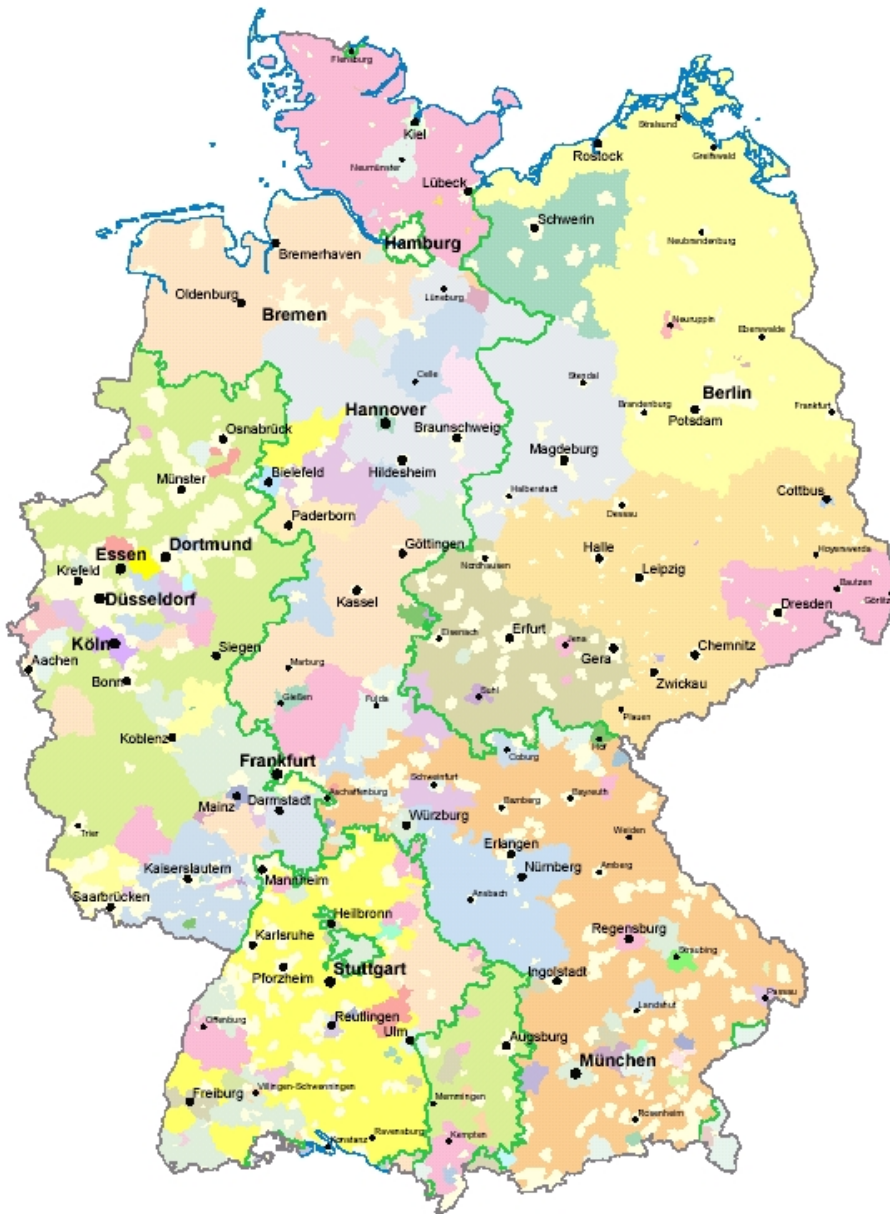 Flensburg
Kiel
Stralsund
Rostock
Greifswald
Neumünster
Lübeck
Schwerin
Neubrandenburg
Hamburg
Bremerhaven
Oldenburg
Lüneburg
Bremen
Neuruppin
Eberswalde
Celle
Stendal
Berlin
Hannover
Brandenburg
Potsdam
Frankfurt
Osnabrück
Braunschweig
Magdeburg
Hildesheim
Bielefeld
Münster
Halberstadt
Cottbus
Dessau
Paderborn
Göttingen
Dortmund
Essen
Nordhausen
Halle
Hoyerswerda
Krefeld
Leipzig
Kassel
Bautzen
Görlitz
Düsseldorf
Dresden
Köln
Eisenach
Erfurt
Jena
Gera
Chemnitz
Siegen
Aachen
Marburg
Zwickau
Bonn
Gießen
Fulda
Suhl
Plauen
Koblenz
Hof
Coburg
Frankfurt
Schweinfurt
Aschaffenburg
Mainz
Darmstadt
Bamberg
Bayreuth
Trier
Würzburg
Weiden
Erlangen
Kaiserslautern
Mannheim
Nürnberg
Amberg
Saarbrücken
Ansbach
Heilbronn
Karlsruhe
Regensburg
Straubing
Pforzheim
Stuttgart
Ingolstadt
Passau
Landshut
Offenburg
Reutlingen
Ulm
Augsburg
München
Freiburg
Villingen-Schwenningen
Memmingen
Rosenheim
Konstanz
Ravensburg
Kempten